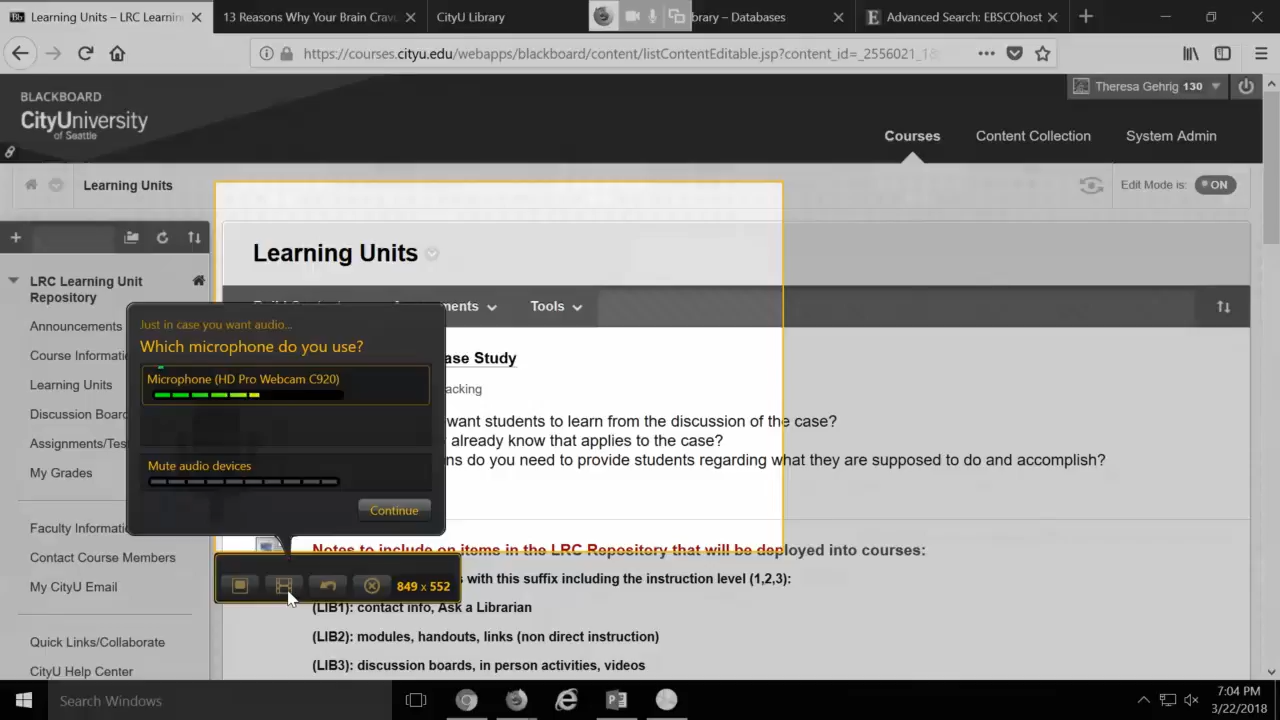 Learning Units – LRC Learnin
13 Reasons Why Your Brain Crav
CityU Library
brary – Databases
Advanced Search: EBSCOhost
https://courses.cityu.edu/webapps/blackboard/content/listContentEditable.jsp?content_id=_2556021_1&
BLACKBOARD
CityUniversity
of Seattle
Theresa Gehrig 130
Courses
Content Collection
System Admin
Learning Units
Edit Mode is:
ON
LRC Learning Unit
Repository
Announcements
Course Informati
Learning Units
Discussion Board
Assignments/Tes
My Grades
Faculty Informati
Contact Course Members
My CityU Email
Quick Links/Collaborate
CityU Help Center
Learning Units
ments
Tools
ase Study
acking
want students to learn from the discussion of the case?
already know that applies to the case?
ns do you need to provide students regarding what they are supposed to do and accomplish?
Just in case you want audio...
Which microphone do you use?
Microphone (HD Pro Webcam C920)
Mute audio devices
Continue
849 x 552
Notes to include on items in the LRC Repository that will be deployed into courses:
with this suffix including the instruction level (1,2,3):
(LIB1): contact info, Ask a Librarian
(LIB2): modules, handouts, links (non direct instruction)
(LIB3): discussion boards, in person activities, videos
Search Windows
7:04 PM
3/22/2018